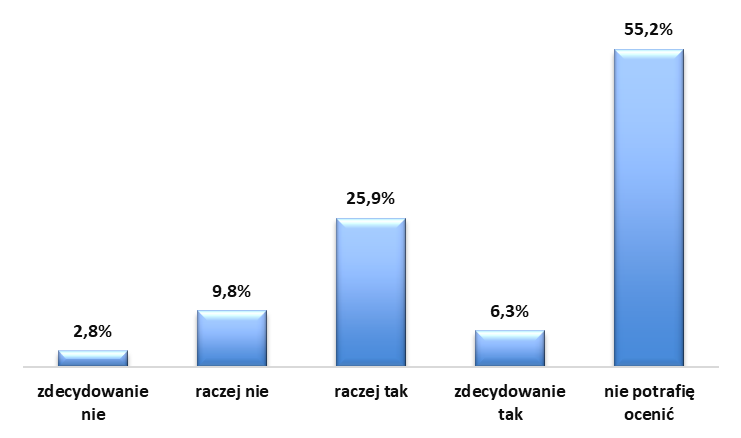 55,2%
25,9%
9,8%
6,3%
2,8%
zdecydowanie
nie
raczej nie
raczej tak
zdecydowanie
tak
nie potrafię
ocenić